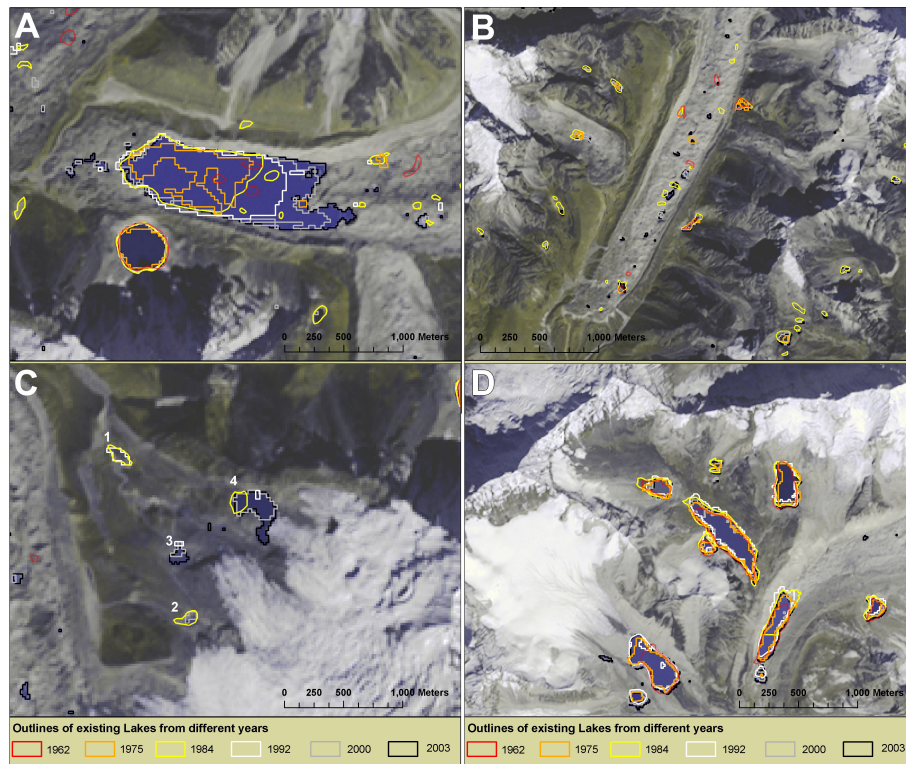 A
0 250 500 1,000 Meters
B
0 250 500 1,000 Meters
C
1
4
3
2
0 250 500 1,000 Meters
D
0 250 500 1,000 Meters
Outlines of existing Lakes from different years
1962 1975 1984 1992 2000 2003
Outlines of existing Lakes from different years
1962 1975 1984 1992 2000 2003